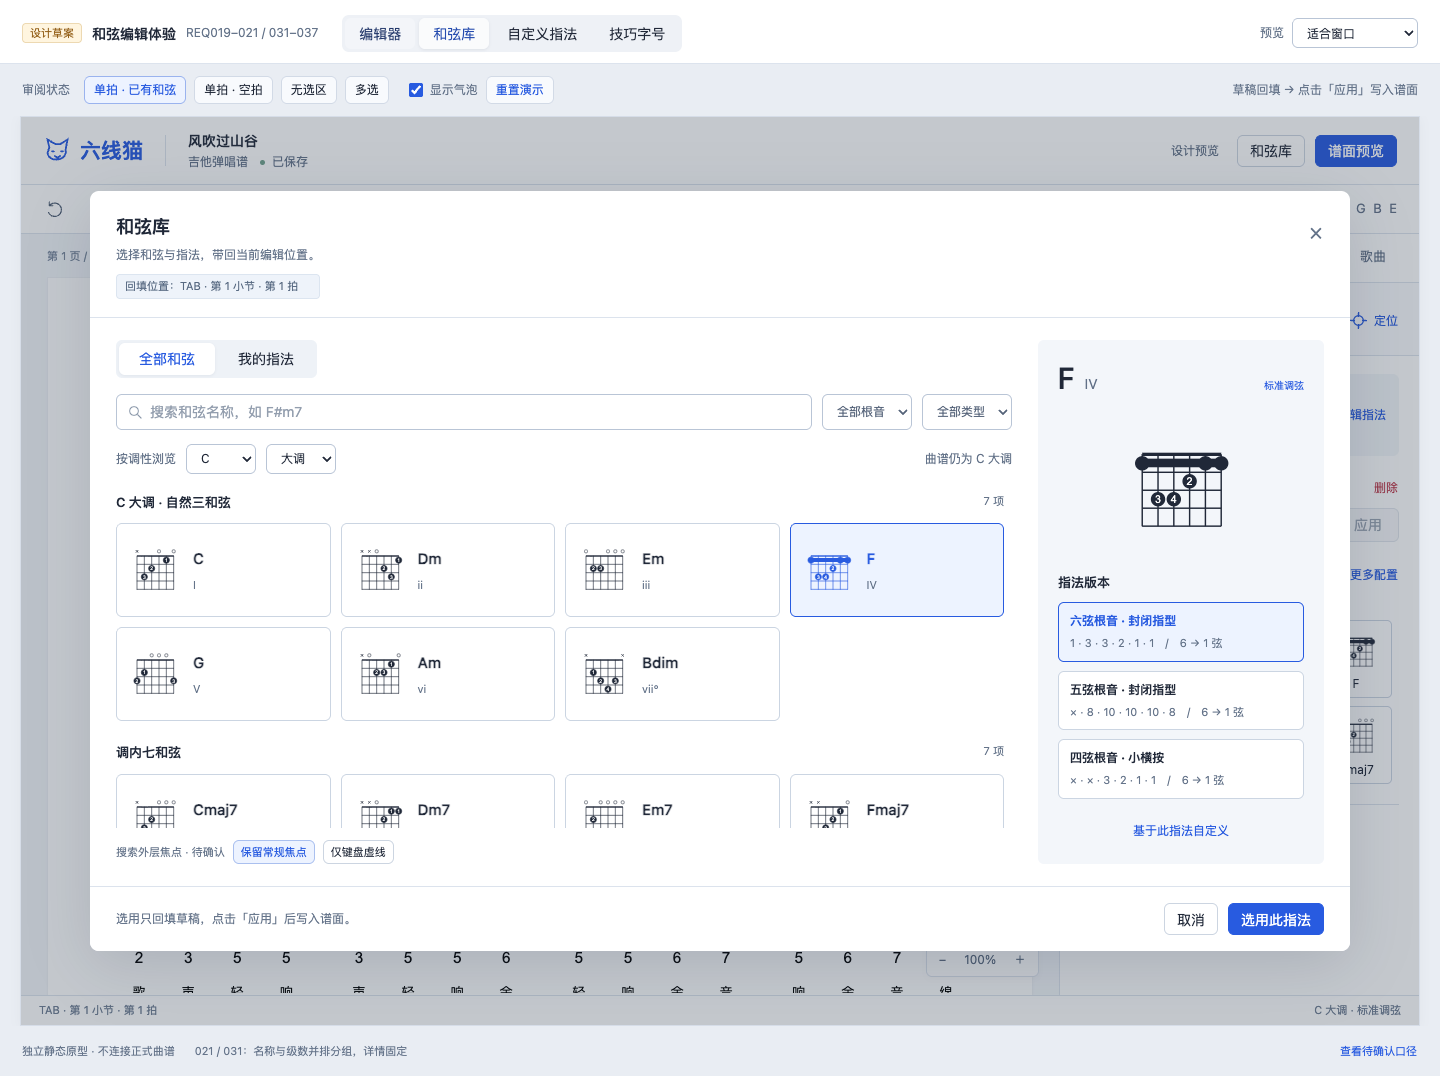 设计草案 和弦编辑体验 REQ019–021 / 031–037 编辑器 和弦库 自定义指法 技巧字号 预览 适合窗口
审阅状态 单拍 · 已有和弦 单拍 · 空拍 无选区 多选 显示气泡 重置演示 草稿回填 → 点击「应用」写入谱面
六线猫 风吹过山谷 设计预览 和弦库 谱面预览
吉他弹唱谱 已保存
G B E
第 1 页 /
歌曲
定位
辑指法
删除
应用
更多配置
F
maj7
和弦库 ×
选择和弦与指法，带回当前编辑位置。
回填位置：TAB · 第 1 小节 · 第 1 拍
全部和弦 我的指法
搜索和弦名称，如 F#m7 全部根音 全部类型
按调性浏览 C 大调 曲谱仍为 C 大调
C 大调 · 自然三和弦 7 项
C Dm Em F
I ii iii IV
G Am Bdim
V vi vii°
调内七和弦 7 项
Cmaj7 Dm7 Em7 Fmaj7
搜索外层焦点 · 待确认 保留常规焦点 仅键盘虚线
F IV 标准调弦
2
3 4
指法版本
六弦根音 · 封闭指型
1 · 3 · 3 · 2 · 1 · 1 / 6 → 1 弦
五弦根音 · 封闭指型
× · 8 · 10 · 10 · 10 · 8 / 6 → 1 弦
四弦根音 · 小横按
× · × · 3 · 2 · 1 · 1 / 6 → 1 弦
基于此指法自定义
选用只回填草稿，点击「应用」后写入谱面。 取消 选用此指法
2 3 5 5 3 5 5 6 5 5 6 7 5 6 7 − 100% +
歌 声 轻 响 声 轻 响 余 轻 响 余 音 响 余 音 绵
TAB · 第 1 小节 · 第 1 拍 C 大调 · 标准调弦
独立静态原型 · 不连接正式曲谱 021 / 031：名称与级数并排分组，详情固定 查看待确认口径